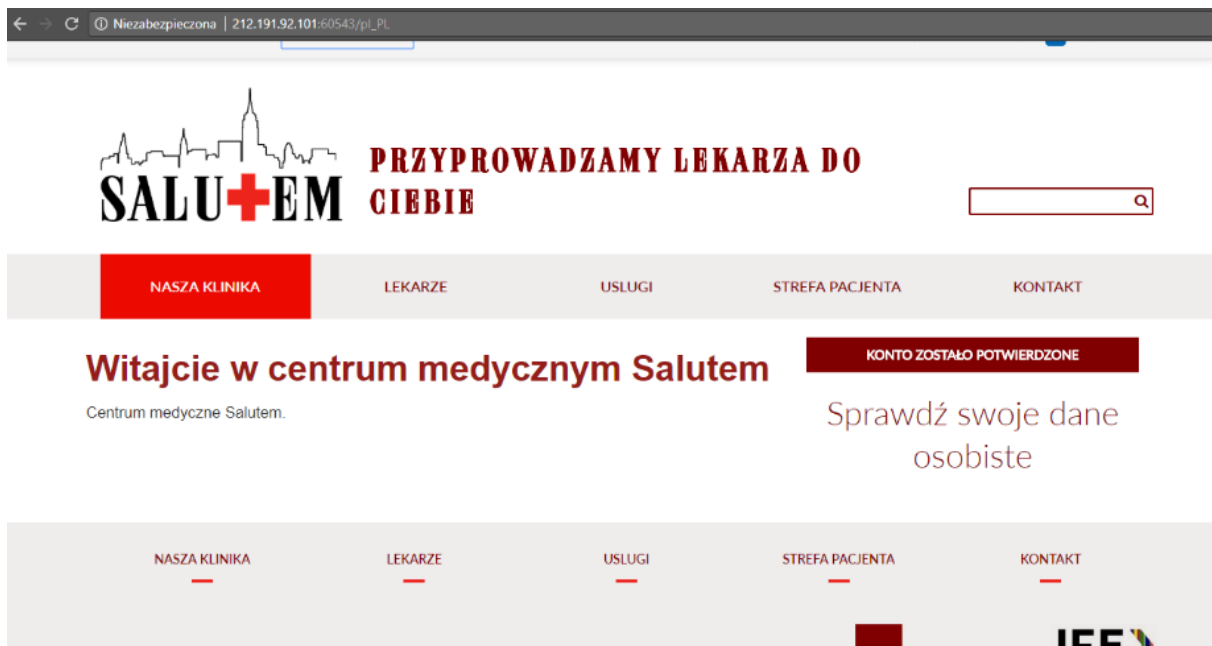 Niezabezpieczona | 212.191.92.101:60543/pl_PL
SALUTEM
PRZYPROWADZAMY LEKARZA DO
CIEBIE
NASZA KLINIKA LEKARZE USLUGI STREFA PACJENTA KONTAKT
Witajcie w centrum medycznym Salutem
Centrum medyczne Salutem.
KONTO ZOSTAŁO POTWIERDZONE
Sprawdź swoje dane
osobiste
NASZA KLINIKA LEKARZE USLUGI STREFA PACJENTA KONTAKT